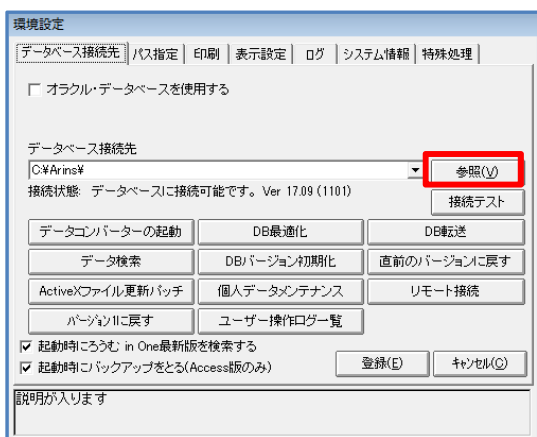 環境設定
データベース接続先 パス指定 印刷 表示設定 ログ システム情報 特殊処理
オラクル・データベースを使用する
データベース接続先
C:¥Arins¥ 参照(V)
接続状態: データベースに接続可能です。Ver 17.09 (1101)
接続テスト
データコンバーターの起動 DB最適化 DB転送
データ検索 DBバージョン初期化 直前のバージョンに戻す
ActiveXファイル更新バッチ 個人データメンテナンス リモート接続
バージョン11に戻す ユーザー操作ログ一覧
起動時にろうむ in One最新版を検索する
起動時にバックアップをとる(Access版のみ) 登録(E) キャンセル(C)
説明が入ります